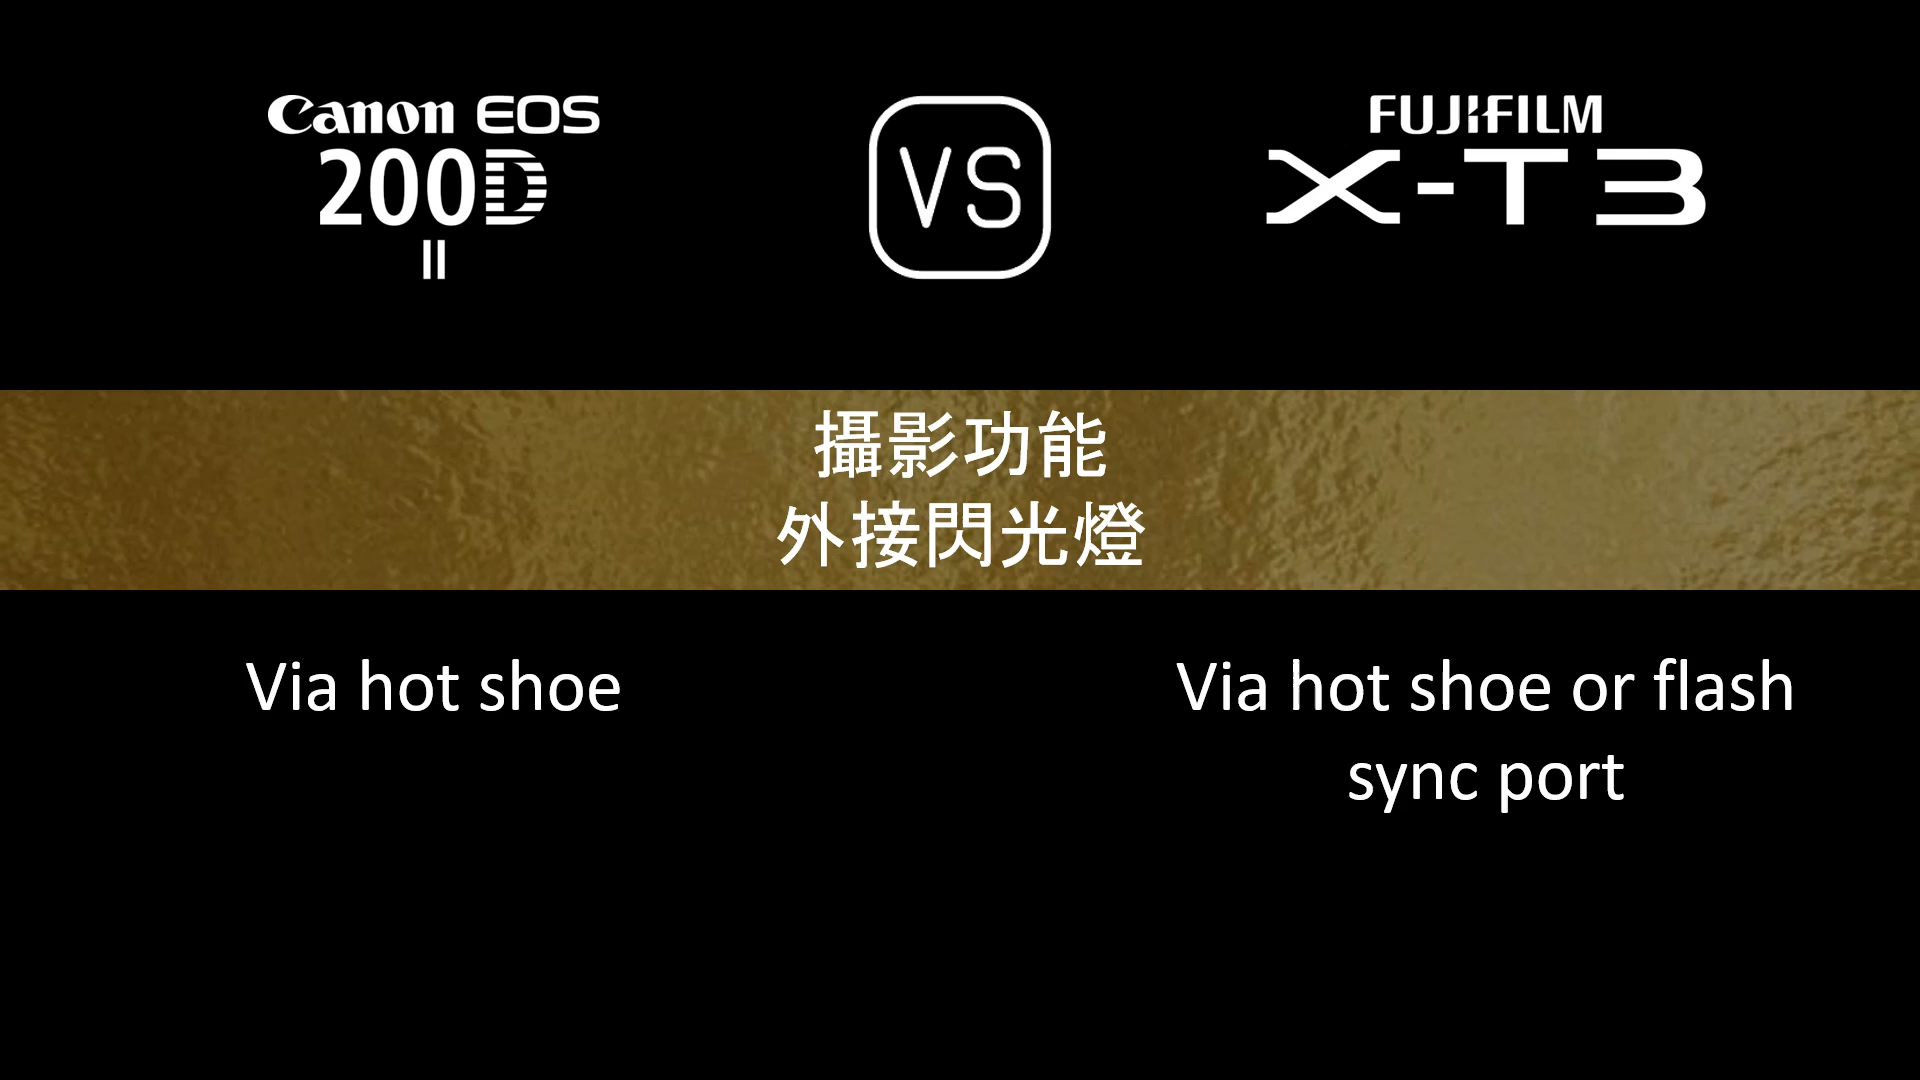 Canon EOS
200D
II
VS
FUJIFILM
X-T3
攝影功能
外接閃光燈
Via hot shoe
Via hot shoe or flash
sync port